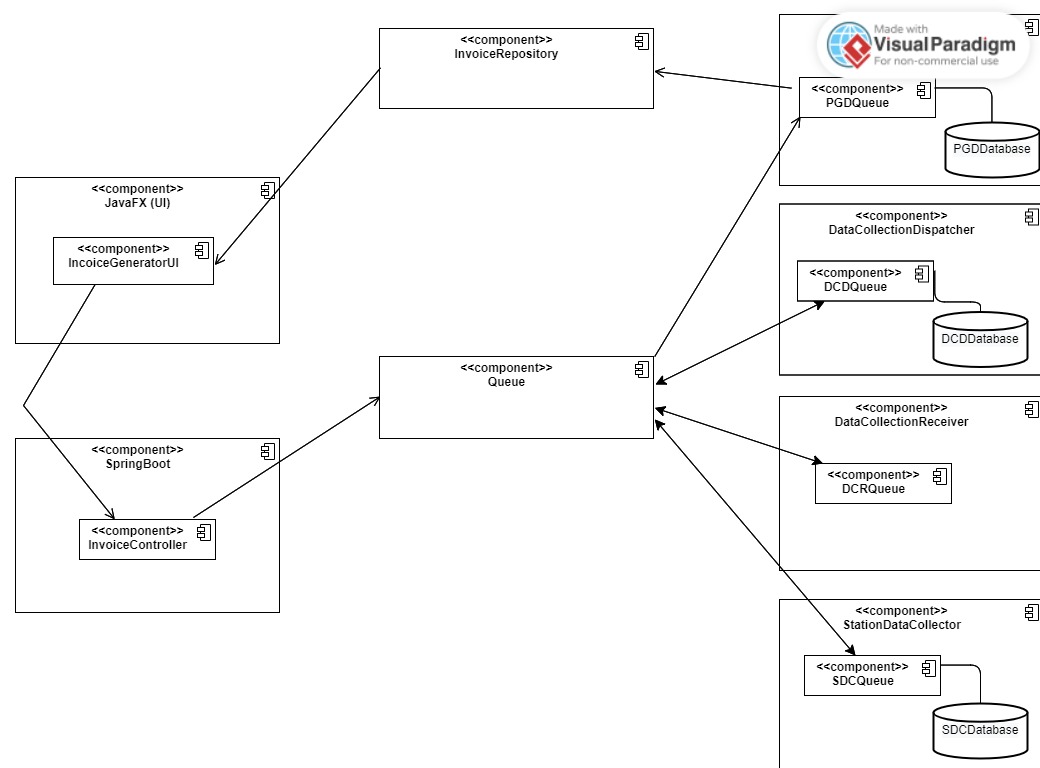 Made with
Visual Paradigm
For non-commercial use
<<component>>
InvoiceRepository
<<component>>
PGDQueue
PGDDatabase
<<component>>
JavaFX (UI)
<<component>>
IncoiceGeneratorUI
<<component>>
DataCollectionDispatcher
<<component>>
DCDQueue
DCDDatabase
<<component>>
Queue
<<component>>
DataCollectionReceiver
<<component>>
DCRQueue
<<component>>
SpringBoot
<<component>>
InvoiceController
<<component>>
StationDataCollector
<<component>>
SDCQueue
SDCDatabase